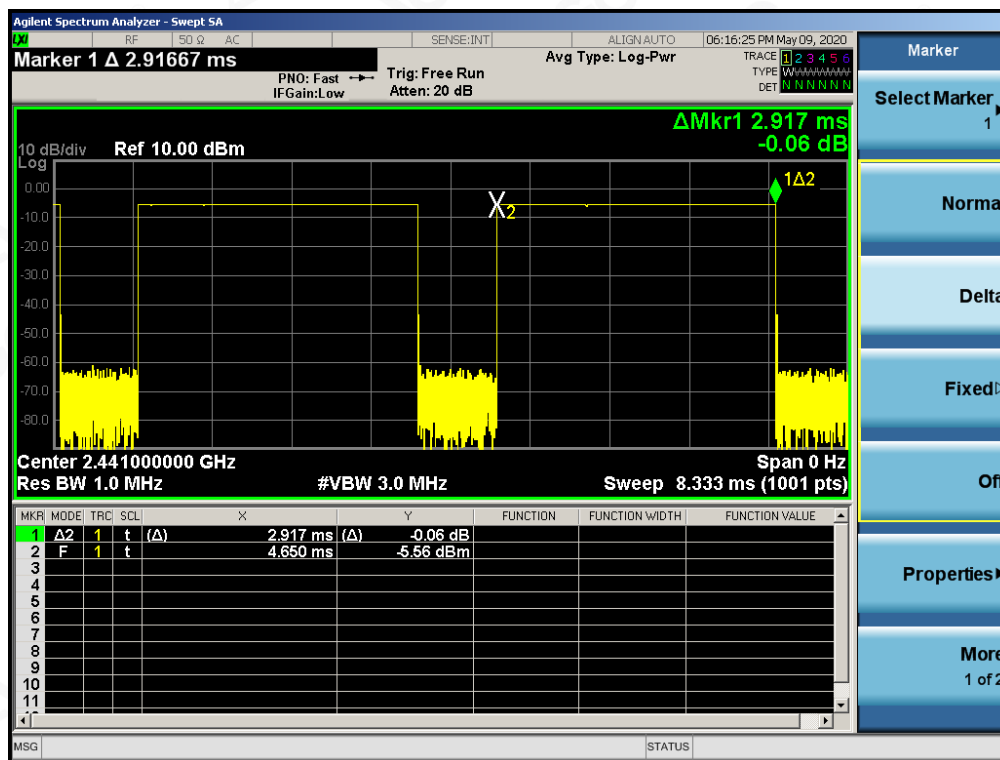 Agilent Spectrum Analyzer - Swept SA
LXI RF 50 Ω AC SENSE:INT ALIGN AUTO 06:16:25 PM May 09, 2020
Marker 1 Δ 2.91667 ms
PNO: Fast
IFGain:Low
Trig: Free Run
Atten: 20 dB
Avg Type: Log-Pwr
TRACE 1 2 3 4 5 6
TYPE W
DET N N N N N N
ΔMkr1 2.917 ms
-0.06 dB
10 dB/div Ref 10.00 dBm
Log
0.00
-10.0
-20.0
-30.0
-40.0
-50.0
-60.0
-70.0
-80.0
2
1Δ2
Center 2.441000000 GHz Span 0 Hz
Res BW 1.0 MHz #VBW 3.0 MHz Sweep 8.333 ms (1001 pts)
MKR MODE TRC SCL X Y FUNCTION FUNCTION WIDTH FUNCTION VALUE
1 Δ2 1 t (Δ) 2.917 ms (Δ) -0.06 dB
2 F 1 t 4.650 ms -5.56 dBm
3
4
5
6
7
8
9
10
11
MSG STATUS
Marker
Select Marker
1
Norma
Delta
Fixed
Off
Properties
More
1 of 2